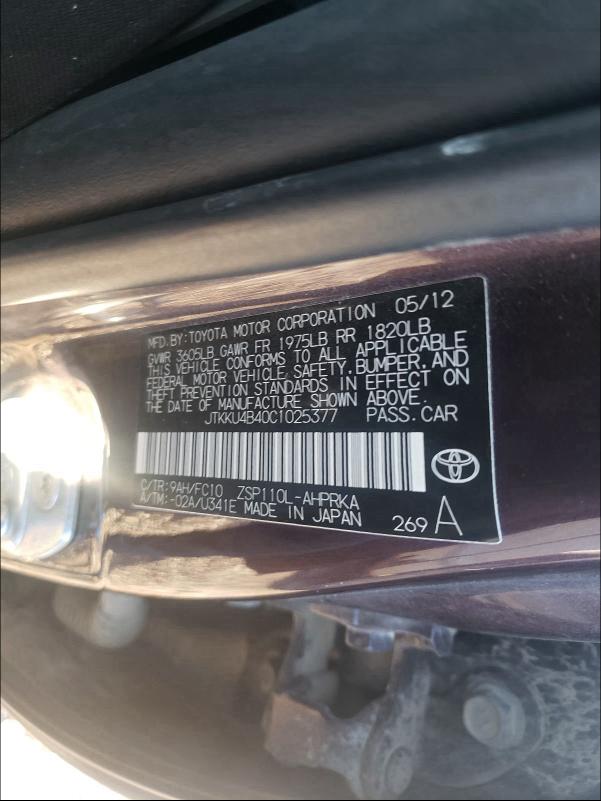 MFD.BY:TOYOTA MOTOR CORPORATION 05/12
GVWR 3605LB GAWR FR 1975LB RR 1820LB
THIS VEHICLE CONFORMS TO ALL APPLICABLE
FEDERAL MOTOR VEHICLE SAFETY,BUMPER,AND
THEFT PREVENTION STANDARDS IN EFFECT ON
THE DATE OF MANUFACTURE SHOWN ABOVE.
JTKKU4B40C1025377 PASS.CAR
C/TR:9AH/FC10 ZSP110L-AHPRKA
A/TM:-02A/U341E MADE IN JAPAN 269 A